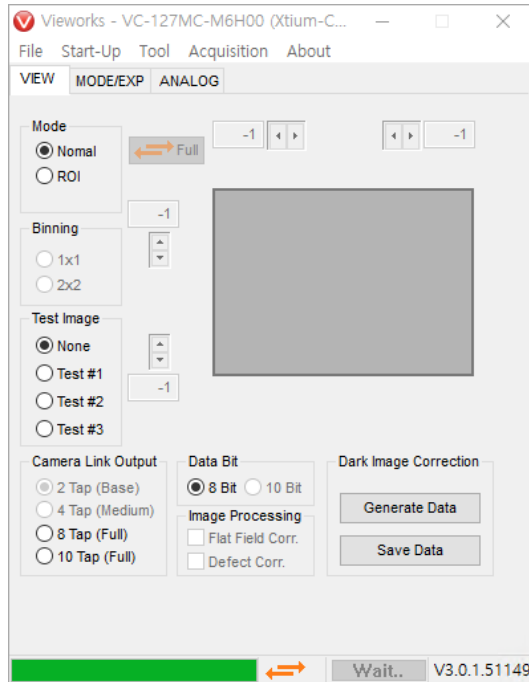 Vieworks - VC-127MC-M6H00 (Xtium-C...
File Start-Up Tool Acquisition About
VIEW MODE/EXP ANALOG
Mode
Nomal
ROI
Full
-1
-1
-1
Binning
1x1
2x2
Test Image
None
Test #1
Test #2
Test #3
-1
Camera Link Output
2 Tap (Base)
4 Tap (Medium)
8 Tap (Full)
10 Tap (Full)
Data Bit
8 Bit 10 Bit
Image Processing
Flat Field Corr.
Defect Corr.
Dark Image Correction
Generate Data
Save Data
Wait.. V3.0.1.51149